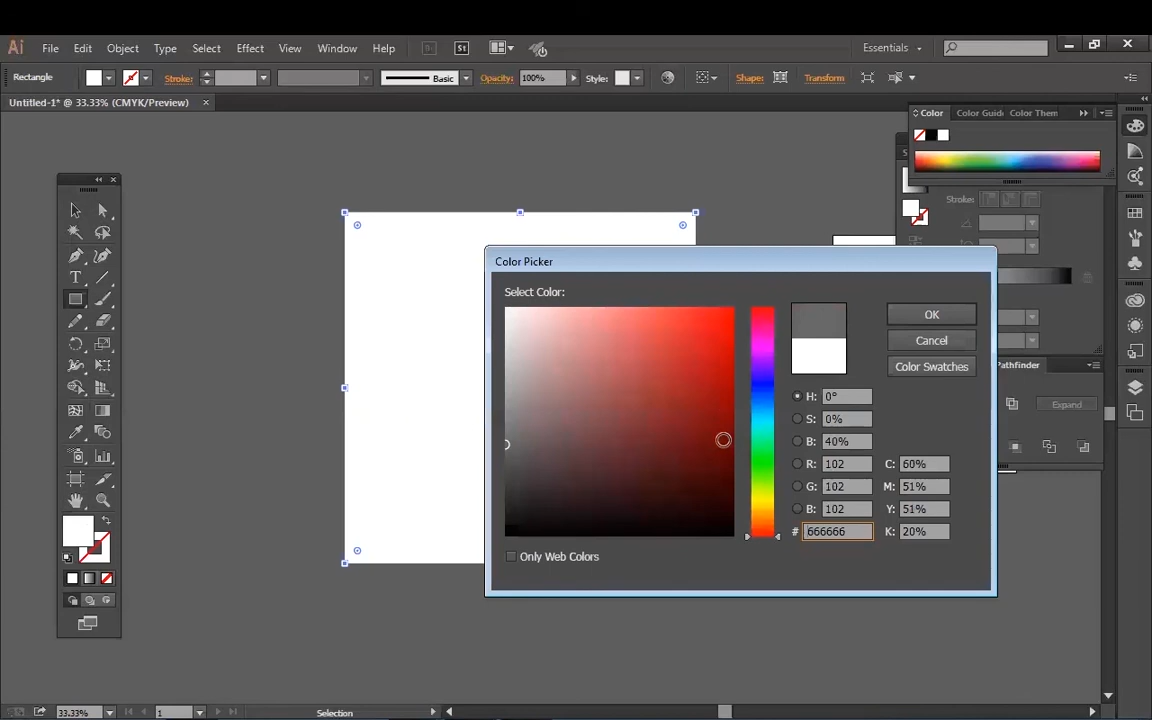 Ai File Edit Object Type Select Effect View Window Help Br St Essentials
Rectangle Stroke: Basic Opacity: 100% Style: Shape: Transform
Untitled-1* @ 33.33% (CMYK/Preview) ×
Color Color Guide Color Them
Stroke:
Color Picker
Select Color:
OK
Cancel
Color Swatches
H: 0°
S: 0%
B: 40%
R: 102 C: 60%
G: 102 M: 51%
B: 102 Y: 51%
# 666666 K: 20%
Only Web Colors
Pathfinder
Expand
33.33% 1 Selection